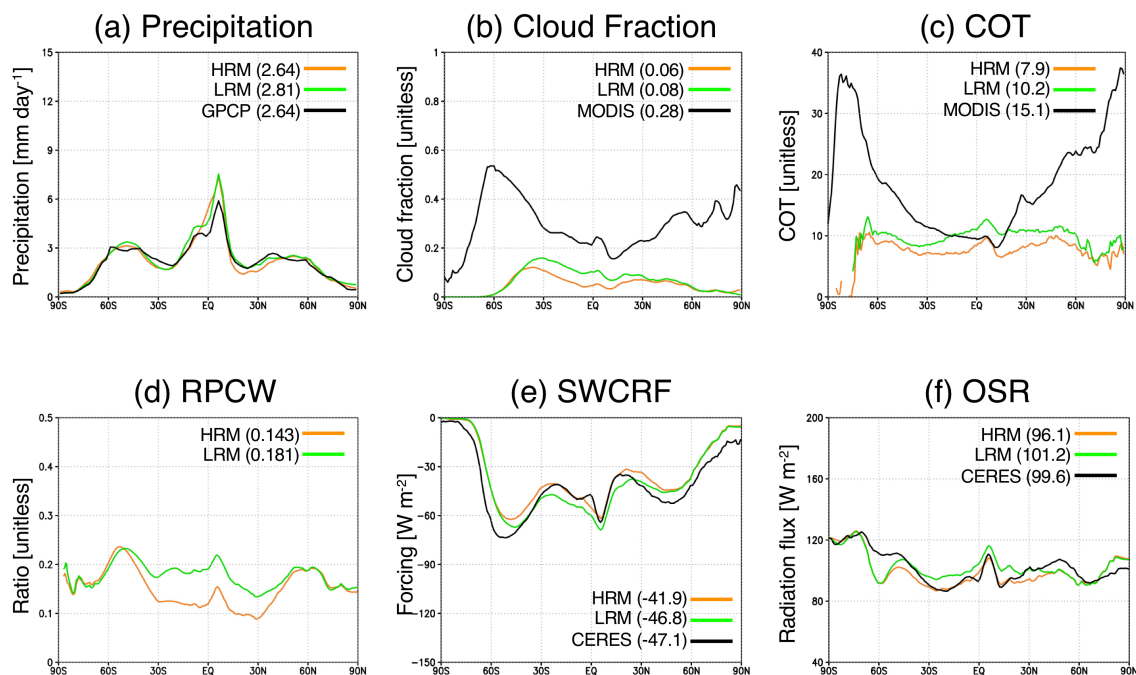 (a) Precipitation
Precipitation [mm day-1]
15
12
9
6
3
0
HRM (2.64)
LRM (2.81)
GPCP (2.64)
90S 60S 30S EQ 30N 60N 90N
(b) Cloud Fraction
Cloud fraction [unitless]
1
0.8
0.6
0.4
0.2
0
HRM (0.06)
LRM (0.08)
MODIS (0.28)
90S 60S 30S EQ 30N 60N 90N
(c) COT
COT [unitless]
40
30
20
10
0
HRM (7.9)
LRM (10.2)
MODIS (15.1)
90S 60S 30S EQ 30N 60N 90N
(d) RPCW
Ratio [unitless]
0.5
0.4
0.3
0.2
0.1
0
HRM (0.143)
LRM (0.181)
90S 60S 30S EQ 30N 60N 90N
(e) SWCRF
Forcing [W m-2]
0
-30
-60
-90
-120
-150
HRM (-41.9)
LRM (-46.8)
CERES (-47.1)
90S 60S 30S EQ 30N 60N 90N
(f) OSR
Radiation flux [W m-2]
200
160
120
80
40
HRM (96.1)
LRM (101.2)
CERES (99.6)
90S 60S 30S EQ 30N 60N 90N